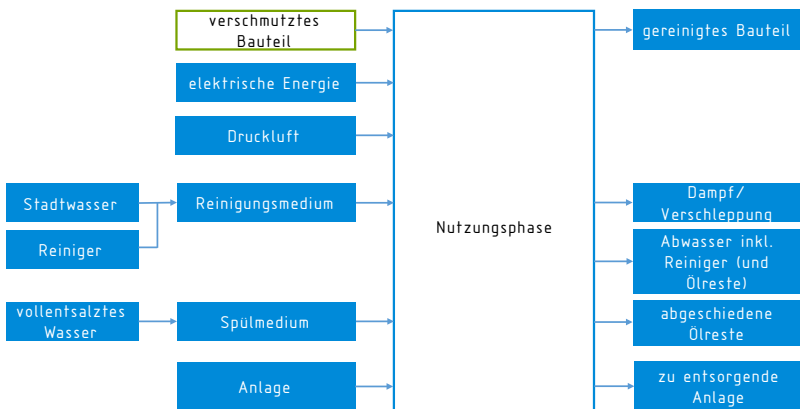 verschmutztes
Bauteil
gereinigtes Bauteil
elektrische Energie
Druckluft
Stadtwasser
Reinigungsmedium
Reiniger
Nutzungsphase
Dampf/
Verschleppung
Abwasser inkl.
Reiniger (und
Ölreste)
vollentsalztes
Wasser
Spülmedium
abgeschiedene
Ölreste
Anlage
zu entsorgende
Anlage